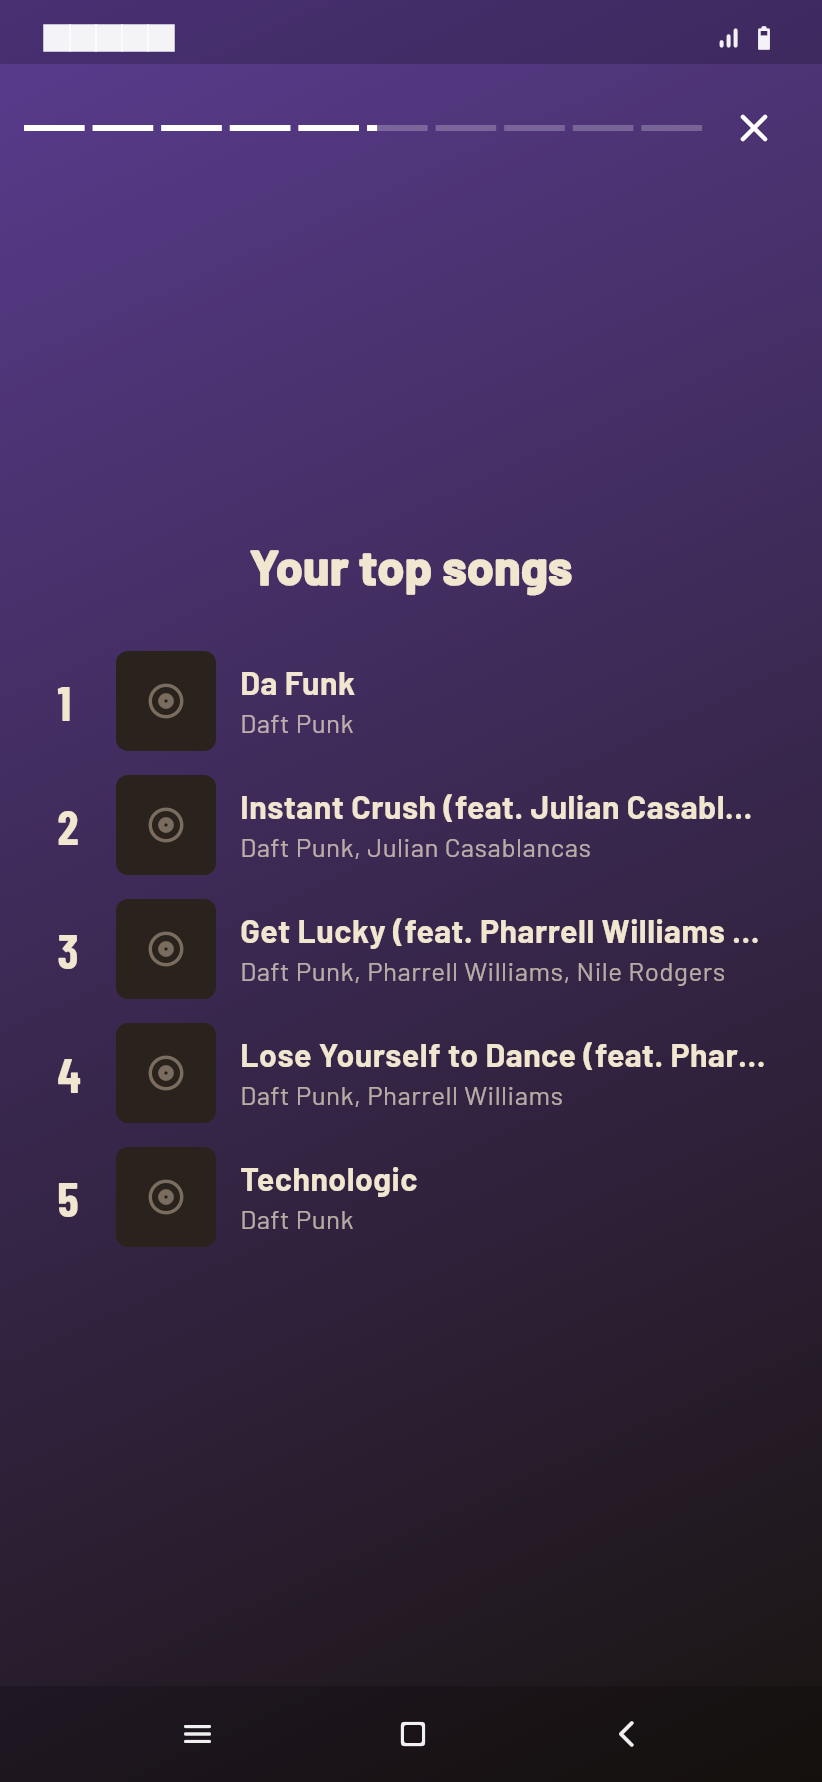 Your top songs
1
Da Funk
Daft Punk
2
Instant Crush (feat. Julian Casabl...
Daft Punk, Julian Casablancas
3
Get Lucky (feat. Pharrell Williams ...
Daft Punk, Pharrell Williams, Nile Rodgers
4
Lose Yourself to Dance (feat. Phar...
Daft Punk, Pharrell Williams
5
Technologic
Daft Punk